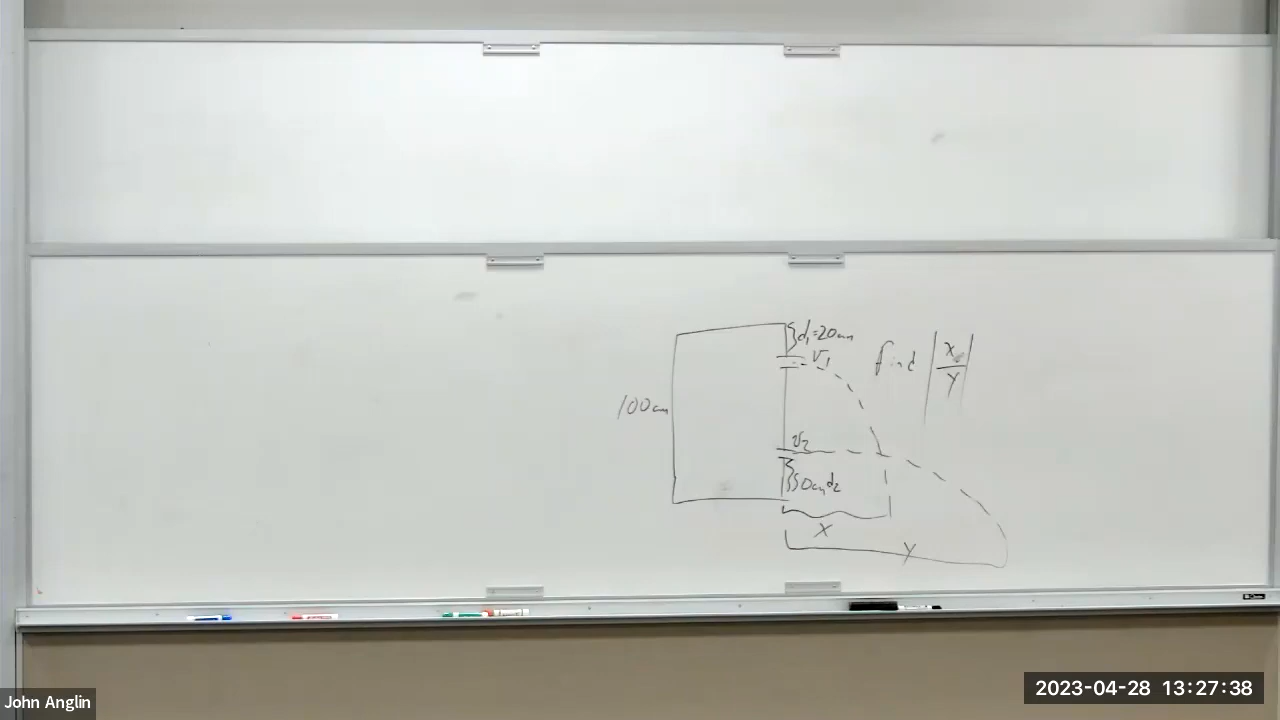 d₁=20cm
v₁
find |x/y|
100cm
v₂
50cm d₂
x
y
John Anglin
2023-04-28 13:27:38